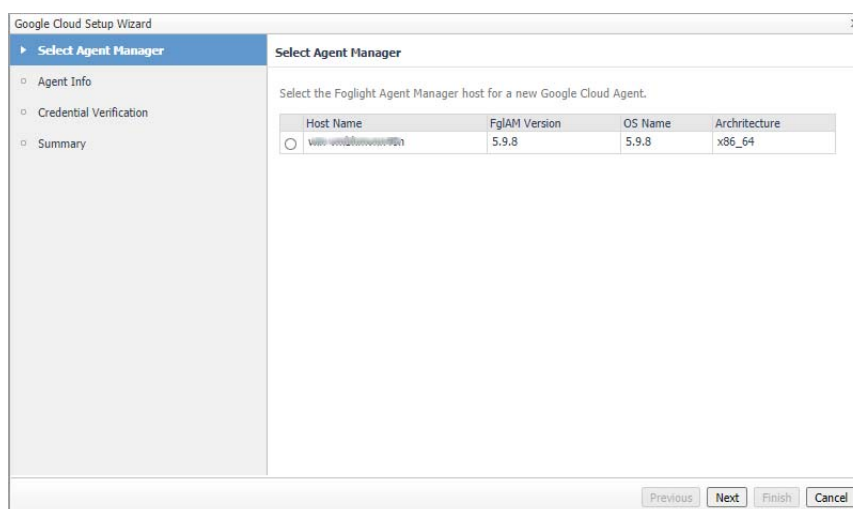 Google Cloud Setup Wizard
Select Agent Manager
Agent Info
Credential Verification
Summary
Select Agent Manager
Select the Foglight Agent Manager host for a new Google Cloud Agent.
Host Name FglAM Version OS Name Archritecture
5.9.8 5.9.8 x86_64
Previous Next Finish Cancel